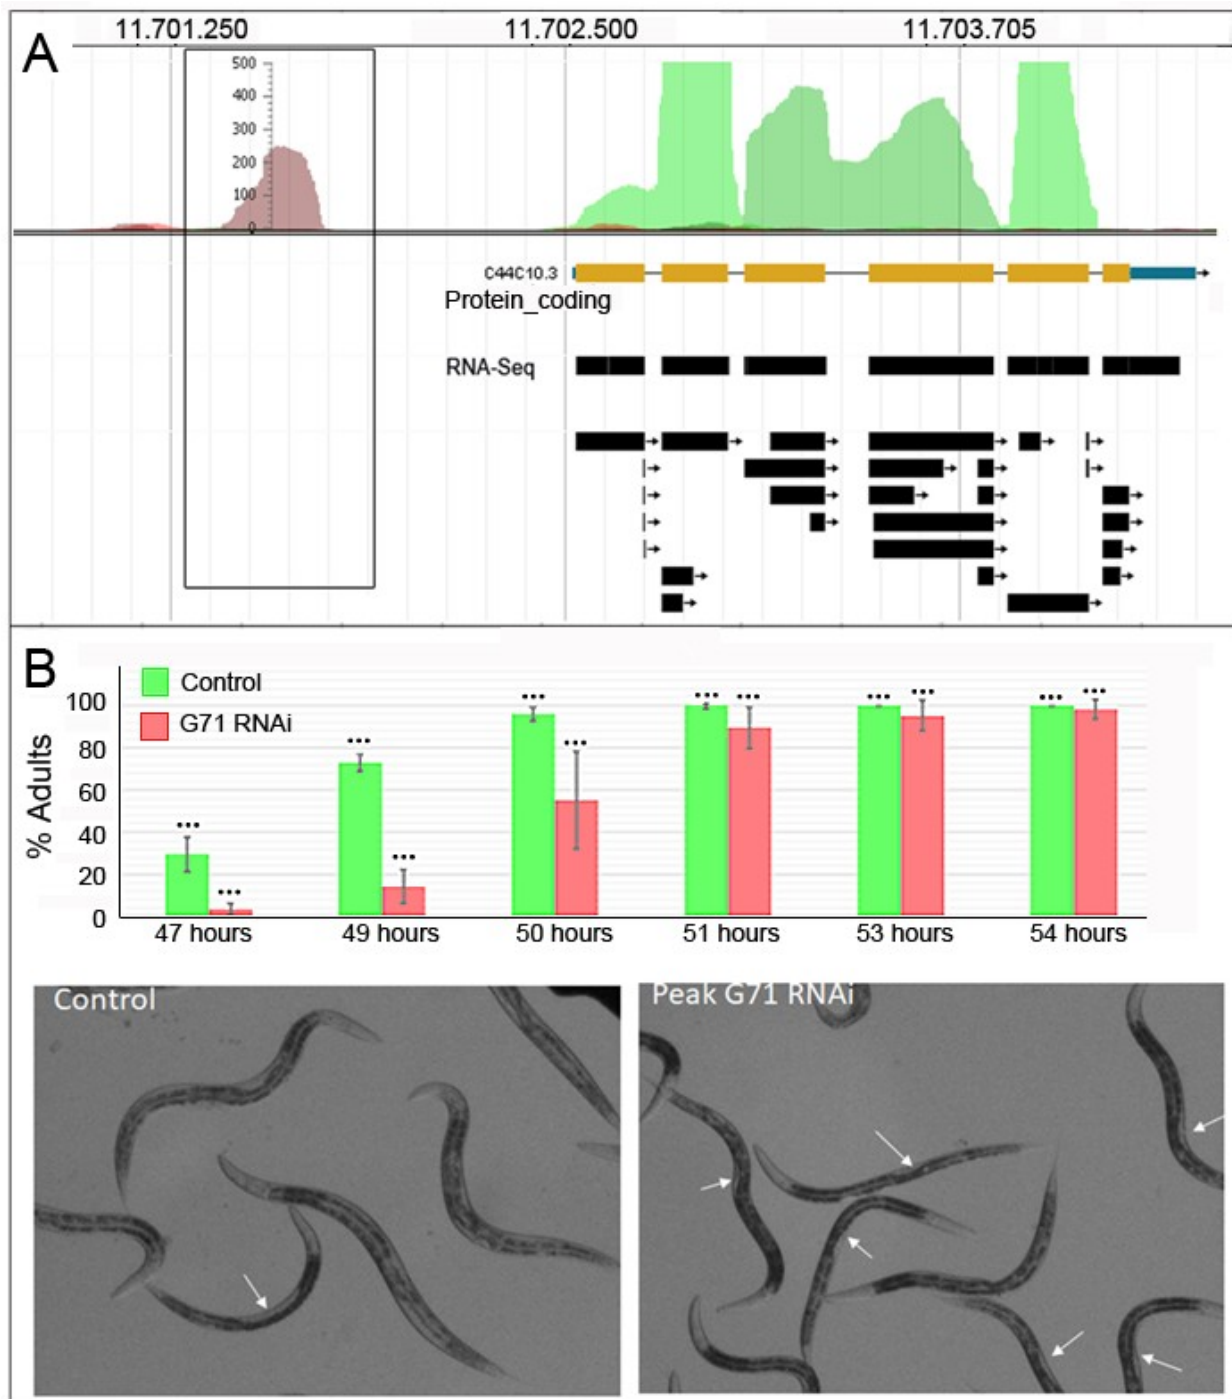 11.701.250 11.702.500 11.703.705
A
500
400
300
200
100
0
C44C10.3
Protein_coding
RNA-Seq
B
Control
G71 RNAi
% Adults
100
80
60
40
20
0
47 hours 49 hours 50 hours 51 hours 53 hours 54 hours
Control
Peak G71 RNAi